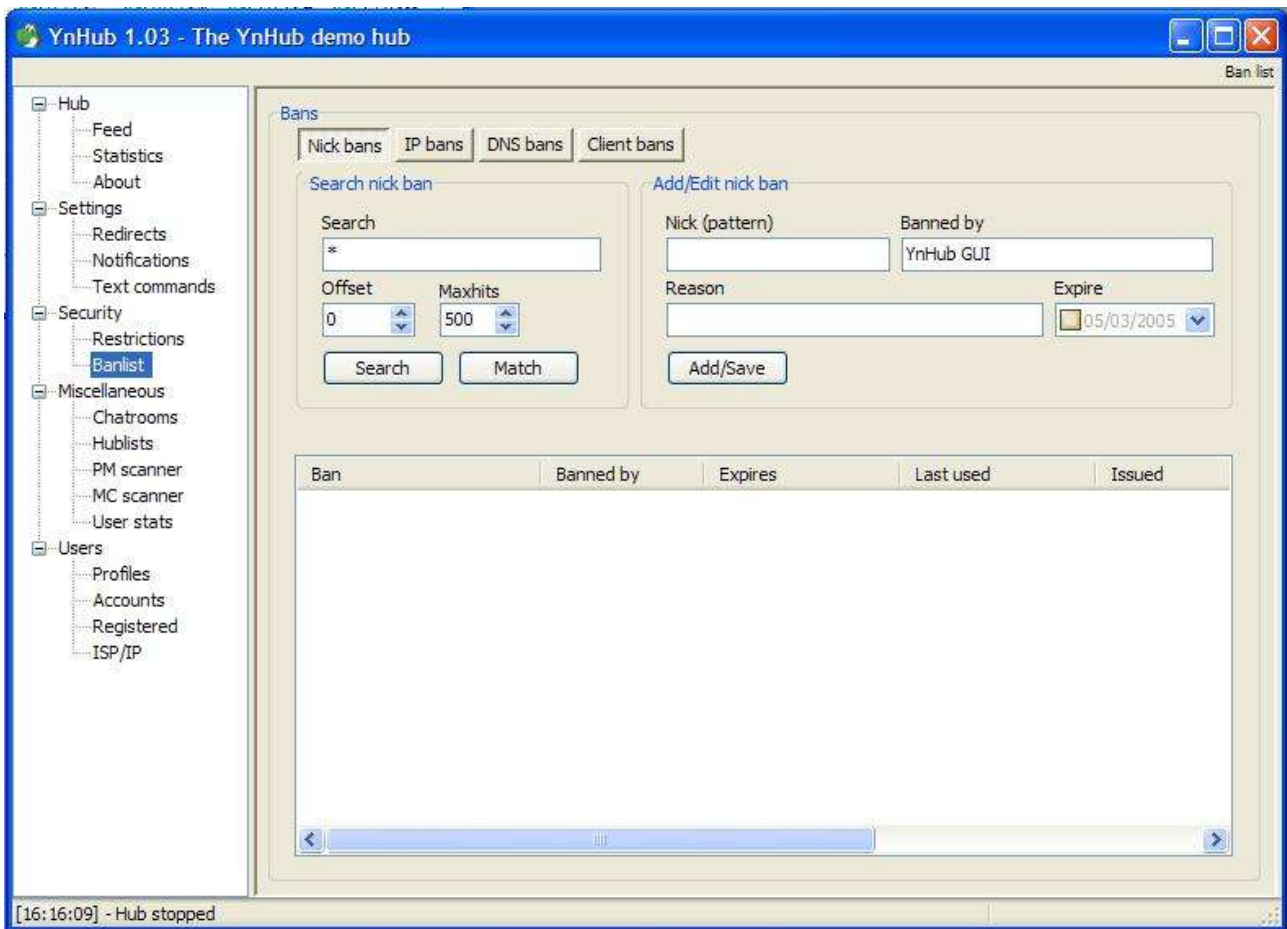 YnHub 1.03 - The YnHub demo hub
Ban list
Hub
Feed
Statistics
About
Settings
Redirects
Notifications
Text commands
Security
Restrictions
Banlist
Miscellaneous
Chatrooms
Hublists
PM scanner
MC scanner
User stats
Users
Profiles
Accounts
Registered
ISP/IP
Bans
Nick bans IP bans DNS bans Client bans
Search nick ban
Search
*
Offset Maxhits
0 500
Search Match
Add/Edit nick ban
Nick (pattern) Banned by
YnHub GUI
Reason Expire
05/03/2005
Add/Save
Ban Banned by Expires Last used Issued
[16:16:09] - Hub stopped